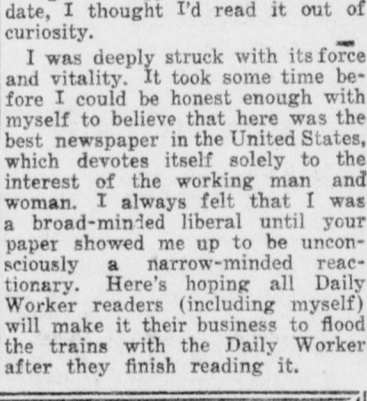 date, I thought I'd read it out of
curiosity.
I was deeply struck with its force
and vitality. It took some time be-
fore I could be honest enough with
myself to believe that here was the
best newspaper in the United States,
which devotes itself solely to the
interest of the working man and
woman. I always felt that I was
a broad-minded liberal until your
paper showed me up to be uncon-
sciously a narrow-minded reac-
tionary. Here's hoping all Daily
Worker readers (including myself)
will make it their business to flood
the trains with the Daily Worker
after they finish reading it.